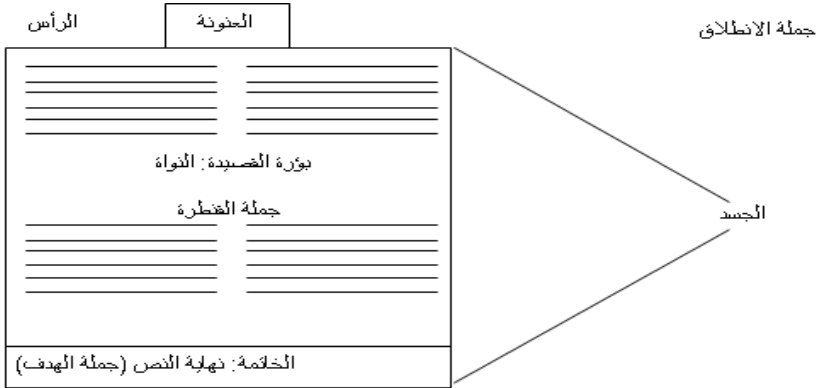 العنونة
الرأس
جملة الانطلاق
بؤرة القصيدة: النواة
جملة القنطرة
الجسد
الخاتمة: نهاية النص (جملة الهدف)